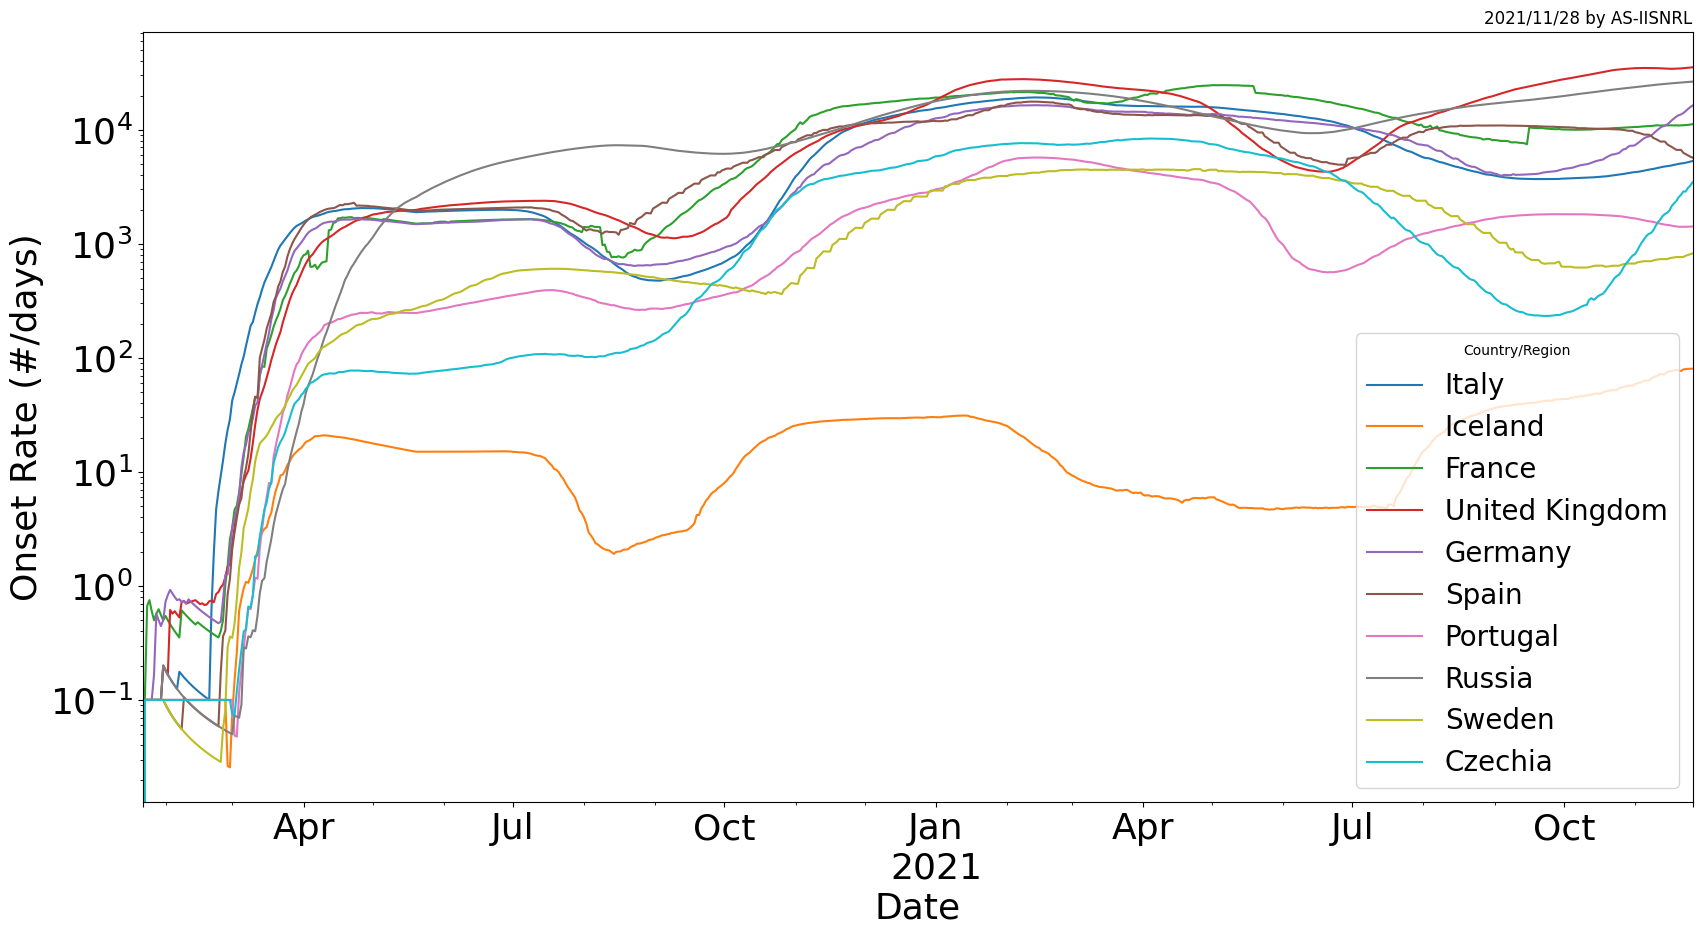 2021/11/28 by AS-IISNRL
Onset Rate (#/days)
10^4
10^3
10^2
10^1
10^0
10^−1
Country/Region
Italy
Iceland
France
United Kingdom
Germany
Spain
Portugal
Russia
Sweden
Czechia
Apr Jul Oct Jan Apr Jul Oct
2021
Date